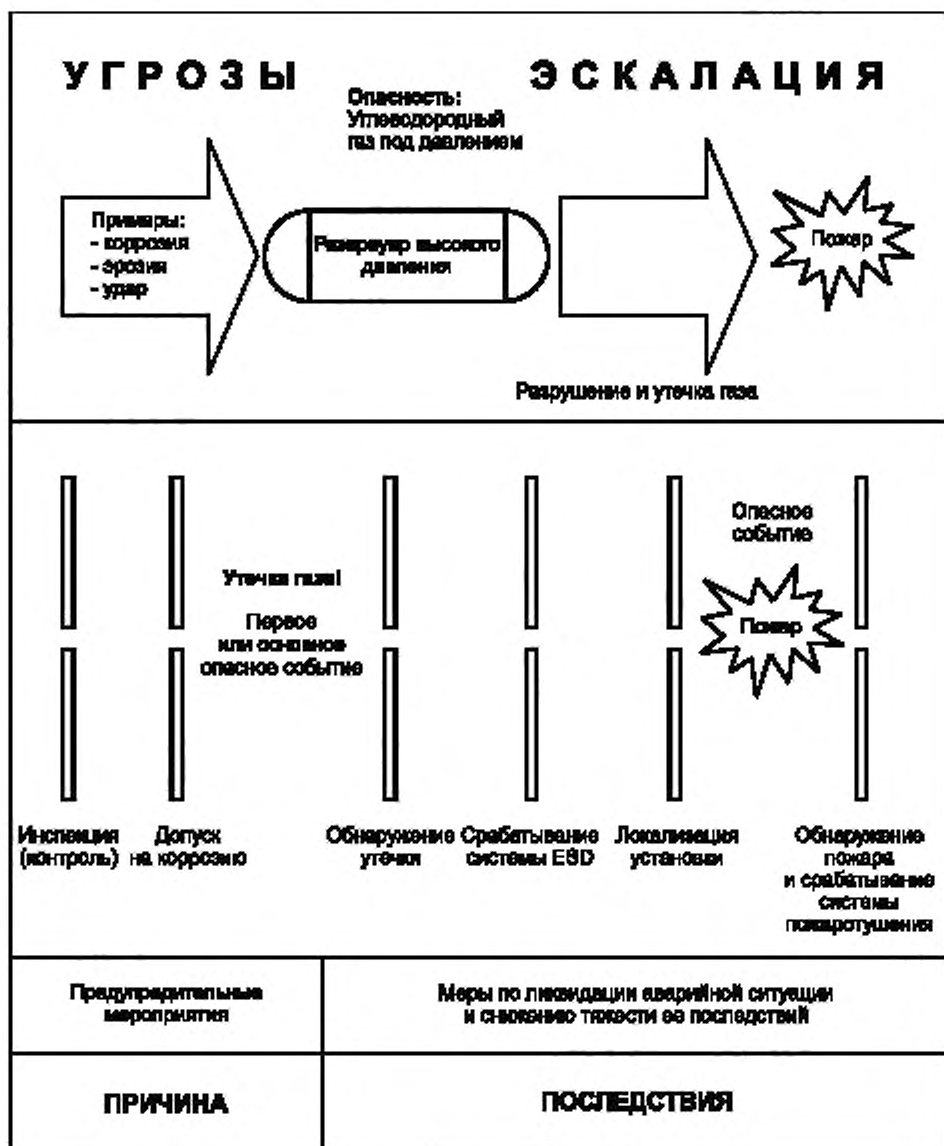 УГРОЗЫ
ЭСКАЛАЦИЯ
Опасность:
Углеводородный
газ под давлением
Примеры:
- коррозия
- эрозия
- удар
Резервуар высокого
давления
Пожар
Разрушение и утечка газа
Опасное
событие
Утечка газа!
Первое
или основное
опасное событие
Пожар
Инспекция
(контроль)
Допуск
на коррозию
Обнаружение
утечки
Срабатывание
системы ESD
Локализация
установки
Обнаружение
пожара
и срабатывание
системы
пожаротушения
Предупредительные
мероприятия
Меры по ликвидации аварийной ситуации
и снижению тяжести ее последствий
ПРИЧИНА
ПОСЛЕДСТВИЯ